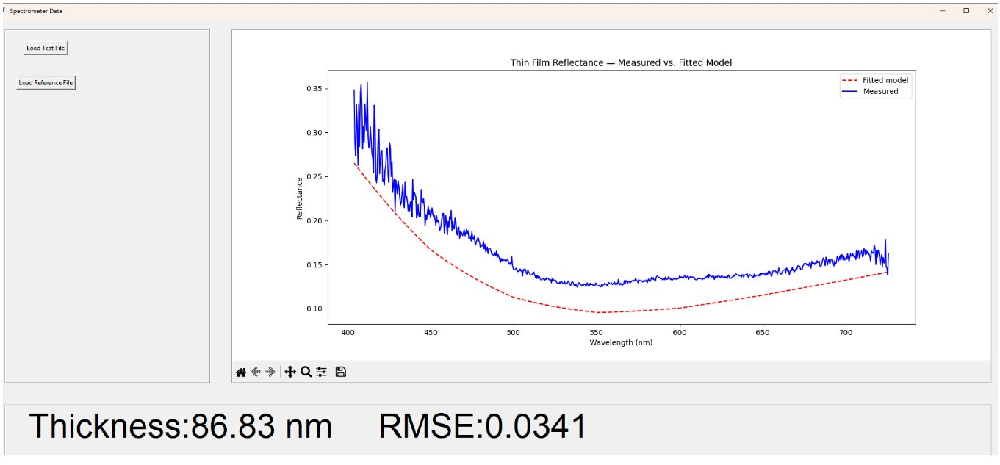 Spectrometer Data
Load Test File
Load Reference File
Thin Film Reflectance — Measured vs. Fitted Model
Fitted model
Measured
0.35
0.30
0.25
0.20
0.15
0.10
Reflectance
400 450 500 550 600 650 700
Wavelength (nm)
Thickness:86.83 nm RMSE:0.0341